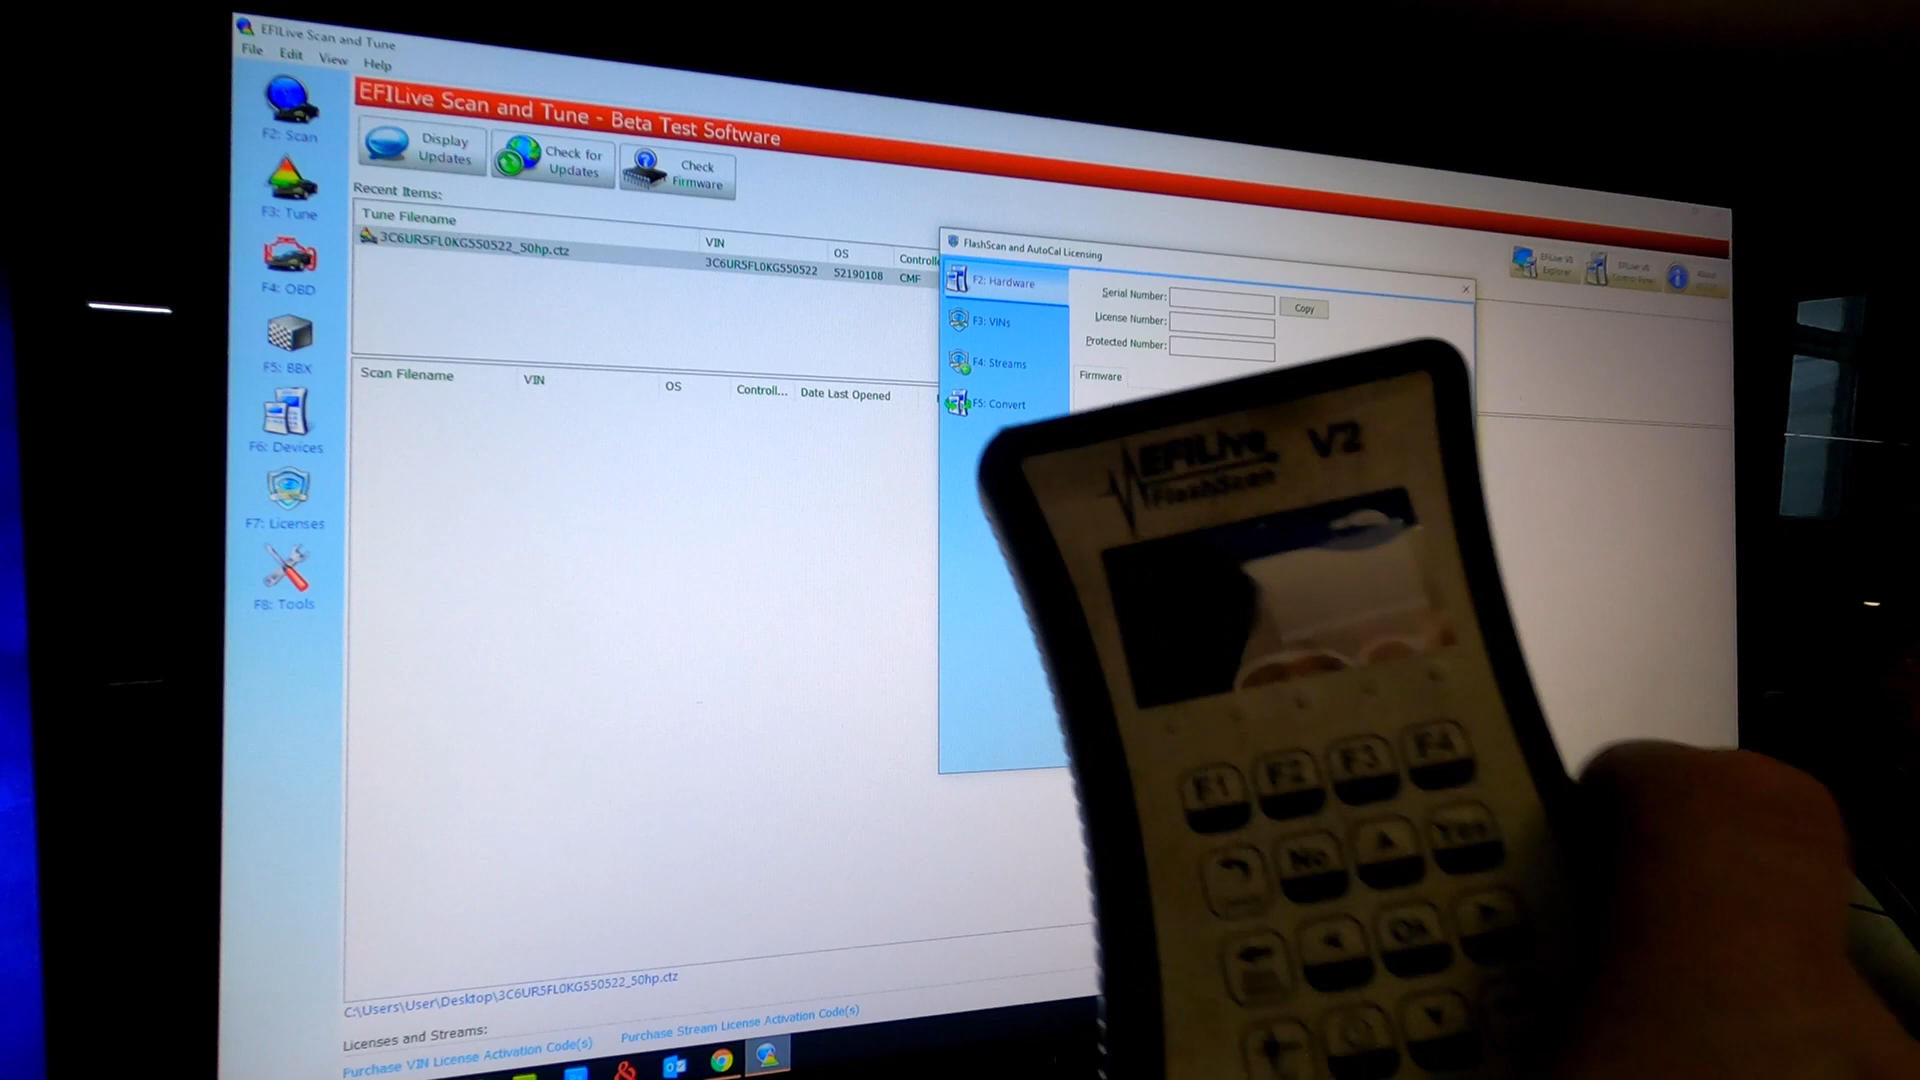 EFILive Scan and Tune
File Edit View Help
EFILive Scan and Tune - Beta Test Software
F2: Scan
F3: Tune
F4: OBD
F5: BBX
F6: Devices
F7: Licenses
F8: Tools
Display Updates
Check for Updates
Check Firmware
Recent Items:
Tune Filename VIN OS
3C6UR5FL0KG550522_50hp.ctz 3C6UR5FL0KG550522 52190108 CMF
Scan Filename VIN OS Controll... Date Last Opened
FlashScan and AutoCal Licensing
F2: Hardware
F3: VINs
F4: Streams
F5: Convert
Serial Number: Copy
License Number:
Protected Number:
Firmware
EFILive V2
FlashScan
F1 F2 F3 F4
No Yes
Ok
C:\Users\User\Desktop\3C6UR5FL0KG550522_50hp.ctz
Licenses and Streams:
Purchase VIN License Activation Code(s) Purchase Stream License Activation Code(s)